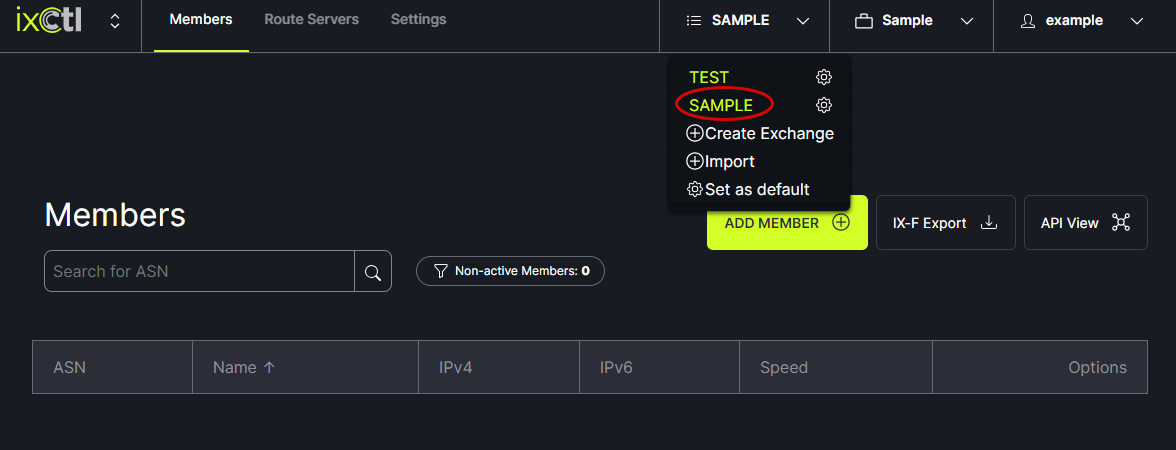 ixCtl Members Route Servers Settings SAMPLE Sample example
TEST
SAMPLE
Create Exchange
Import
Set as default
Members
ADD MEMBER IX-F Export API View
Search for ASN Non-active Members: 0
ASN Name ↑ IPv4 IPv6 Speed Options